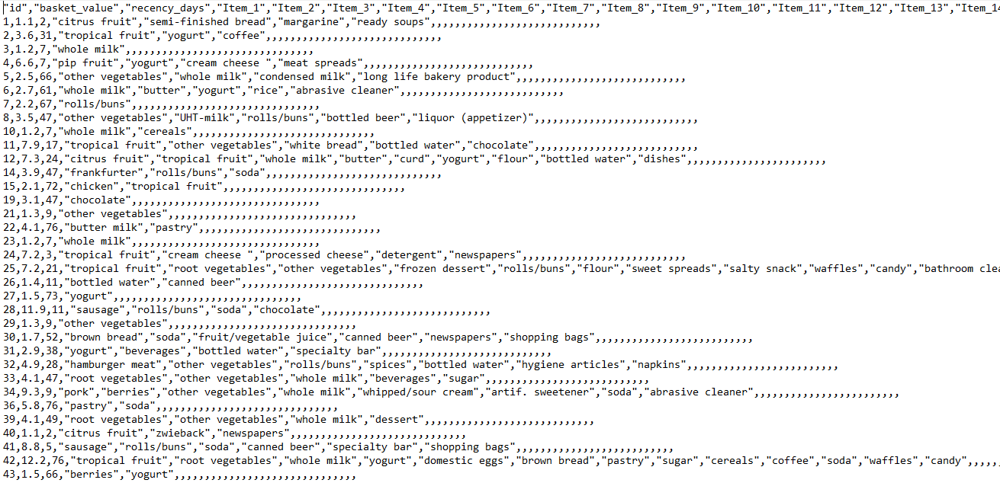 "id","basket_value","recency_days","Item_1","Item_2","Item_3","Item_4","Item_5","Item_6","Item_7","Item_8","Item_9","Item_10","Item_11","Item_12","Item_13","Item_14
1,1.1,2,"citrus fruit","semi-finished bread","margarine","ready soups",,,,,,,,,,,,,,,,,,,,,,,,,,,,
2,3.6,31,"tropical fruit","yogurt","coffee",,,,,,,,,,,,,,,,,,,,,,,,,,,,,
3,1.2,7,"whole milk",,,,,,,,,,,,,,,,,,,,,,,,,,,,,,,
4,6.6,7,"pip fruit","yogurt","cream cheese ","meat spreads",,,,,,,,,,,,,,,,,,,,,,,,,,,,
5,2.5,66,"other vegetables","whole milk","condensed milk","long life bakery product",,,,,,,,,,,,,,,,,,,,,,,,,,,,
6,2.7,61,"whole milk","butter","yogurt","rice","abrasive cleaner",,,,,,,,,,,,,,,,,,,,,,,,,,,
7,2.2,67,"rolls/buns",,,,,,,,,,,,,,,,,,,,,,,,,,,,,,,
8,3.5,47,"other vegetables","UHT-milk","rolls/buns","bottled beer","liquor (appetizer)",,,,,,,,,,,,,,,,,,,,,,,,,,,
10,1.2,7,"whole milk","cereals",,,,,,,,,,,,,,,,,,,,,,,,,,,,,,
11,7.9,17,"tropical fruit","other vegetables","white bread","bottled water","chocolate",,,,,,,,,,,,,,,,,,,,,,,,,,,
12,7.3,24,"citrus fruit","tropical fruit","whole milk","butter","curd","yogurt","flour","bottled water","dishes",,,,,,,,,,,,,,,,,,,,,,,
14,3.9,47,"frankfurter","rolls/buns","soda",,,,,,,,,,,,,,,,,,,,,,,,,,,,,
15,2.1,72,"chicken","tropical fruit",,,,,,,,,,,,,,,,,,,,,,,,,,,,,,
19,3.1,47,"chocolate",,,,,,,,,,,,,,,,,,,,,,,,,,,,,,,
21,1.3,9,"other vegetables",,,,,,,,,,,,,,,,,,,,,,,,,,,,,,,
22,4.1,76,"butter milk","pastry",,,,,,,,,,,,,,,,,,,,,,,,,,,,,,
23,1.2,7,"whole milk",,,,,,,,,,,,,,,,,,,,,,,,,,,,,,,
24,7.2,3,"tropical fruit","cream cheese ","processed cheese","detergent","newspapers",,,,,,,,,,,,,,,,,,,,,,,,,,,
25,7.2,21,"tropical fruit","root vegetables","other vegetables","frozen dessert","rolls/buns","flour","sweet spreads","salty snack","waffles","candy","bathroom clea
26,1.4,11,"bottled water","canned beer",,,,,,,,,,,,,,,,,,,,,,,,,,,,,,
27,1.5,73,"yogurt",,,,,,,,,,,,,,,,,,,,,,,,,,,,,,,
28,11.9,11,"sausage","rolls/buns","soda","chocolate",,,,,,,,,,,,,,,,,,,,,,,,,,,,
29,1.3,9,"other vegetables",,,,,,,,,,,,,,,,,,,,,,,,,,,,,,,
30,1.7,52,"brown bread","soda","fruit/vegetable juice","canned beer","newspapers","shopping bags",,,,,,,,,,,,,,,,,,,,,,,,,,
31,2.9,38,"yogurt","beverages","bottled water","specialty bar",,,,,,,,,,,,,,,,,,,,,,,,,,,,
32,4.9,28,"hamburger meat","other vegetables","rolls/buns","spices","bottled water","hygiene articles","napkins",,,,,,,,,,,,,,,,,,,,,,,,,
33,4.1,47,"root vegetables","other vegetables","whole milk","beverages","sugar",,,,,,,,,,,,,,,,,,,,,,,,,,,
34,9.3,9,"pork","berries","other vegetables","whole milk","whipped/sour cream","artif. sweetener","soda","abrasive cleaner",,,,,,,,,,,,,,,,,,,,,,,,
36,5.8,76,"pastry","soda",,,,,,,,,,,,,,,,,,,,,,,,,,,,,,
39,4.1,49,"root vegetables","other vegetables","whole milk","dessert",,,,,,,,,,,,,,,,,,,,,,,,,,,,
40,1.1,2,"citrus fruit","zwieback","newspapers",,,,,,,,,,,,,,,,,,,,,,,,,,,,,
41,8.8,5,"sausage","rolls/buns","soda","canned beer","specialty bar","shopping bags",,,,,,,,,,,,,,,,,,,,,,,,,,
42,12.2,76,"tropical fruit","root vegetables","whole milk","yogurt","domestic eggs","brown bread","pastry","sugar","cereals","coffee","soda","waffles","candy",,,,,,
43,1.5,66,"berries","yogurt",,,,,,,,,,,,,,,,,,,,,,,,,,,,,,